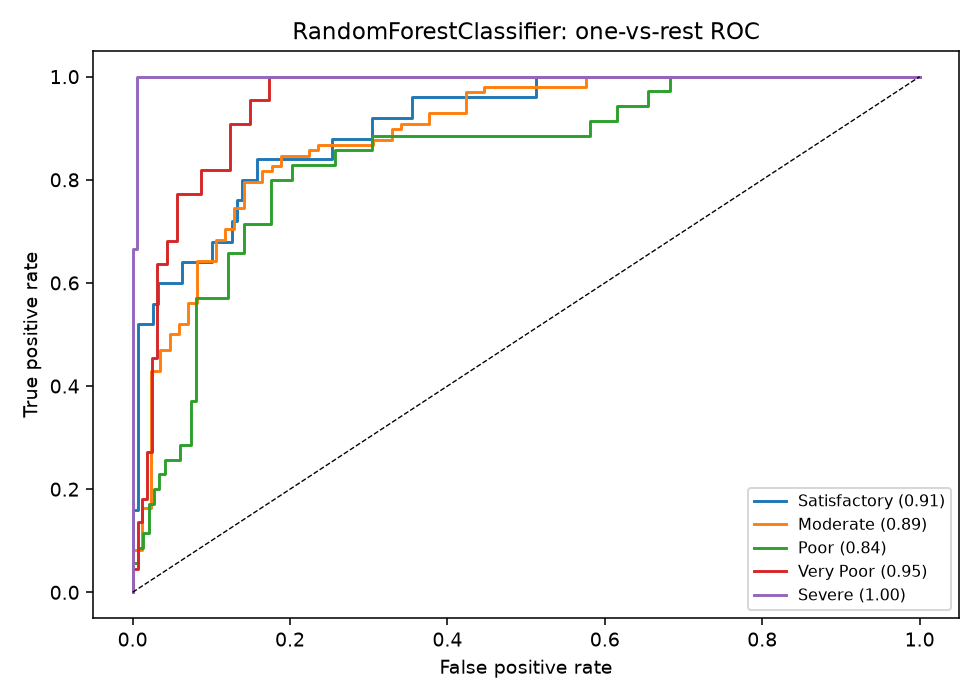 RandomForestClassifier: one-vs-rest ROC
True positive rate
1.0
0.8
0.6
0.4
0.2
0.0
0.0 0.2 0.4 0.6 0.8 1.0
False positive rate
Satisfactory (0.91)
Moderate (0.89)
Poor (0.84)
Very Poor (0.95)
Severe (1.00)